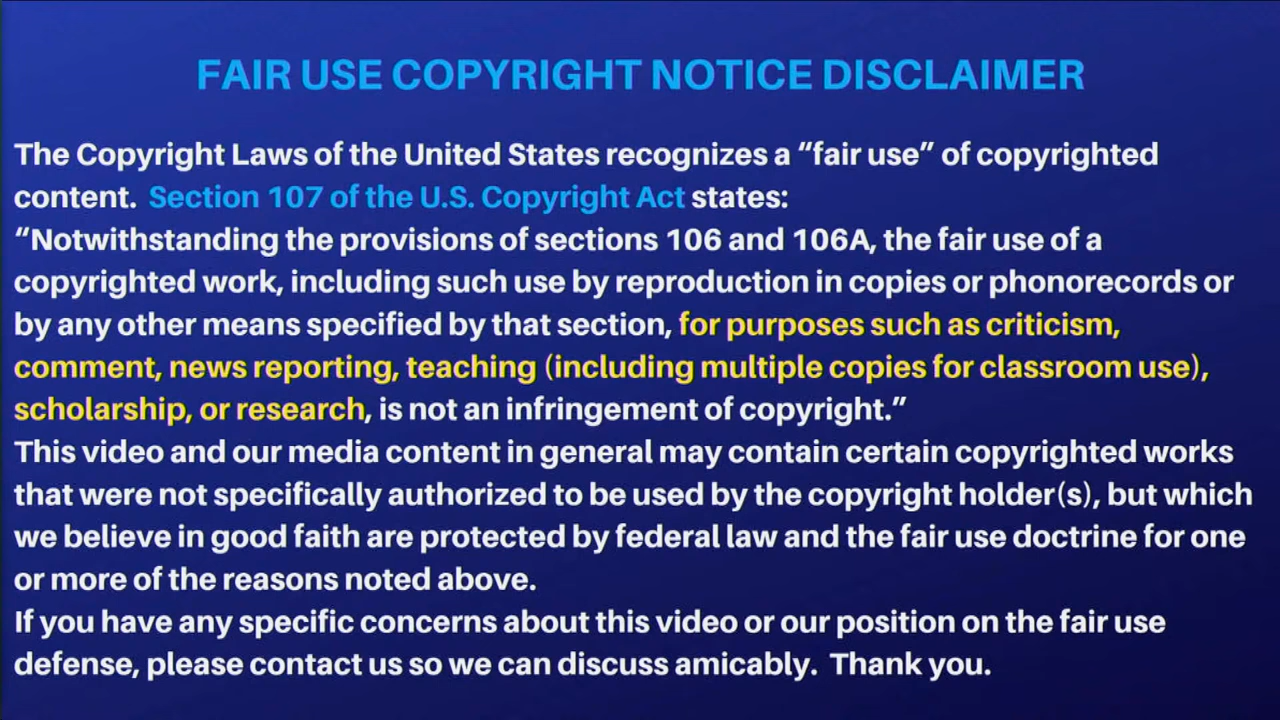 FAIR USE COPYRIGHT NOTICE DISCLAIMER
The Copyright Laws of the United States recognizes a “fair use” of copyrighted
content.  Section 107 of the U.S. Copyright Act states:
“Notwithstanding the provisions of sections 106 and 106A, the fair use of a
copyrighted work, including such use by reproduction in copies or phonorecords or
by any other means specified by that section, for purposes such as criticism,
comment, news reporting, teaching (including multiple copies for classroom use),
scholarship, or research, is not an infringement of copyright.”
This video and our media content in general may contain certain copyrighted works
that were not specifically authorized to be used by the copyright holder(s), but which
we believe in good faith are protected by federal law and the fair use doctrine for one
or more of the reasons noted above.
If you have any specific concerns about this video or our position on the fair use
defense, please contact us so we can discuss amicably.  Thank you.